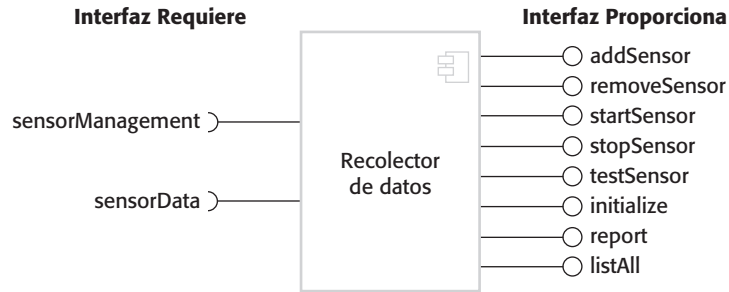 Interfaz Requiere
Interfaz Proporciona
addSensor
removeSensor
sensorManagement
startSensor
stopSensor
Recolector
de datos
testSensor
sensorData
initialize
report
listAll